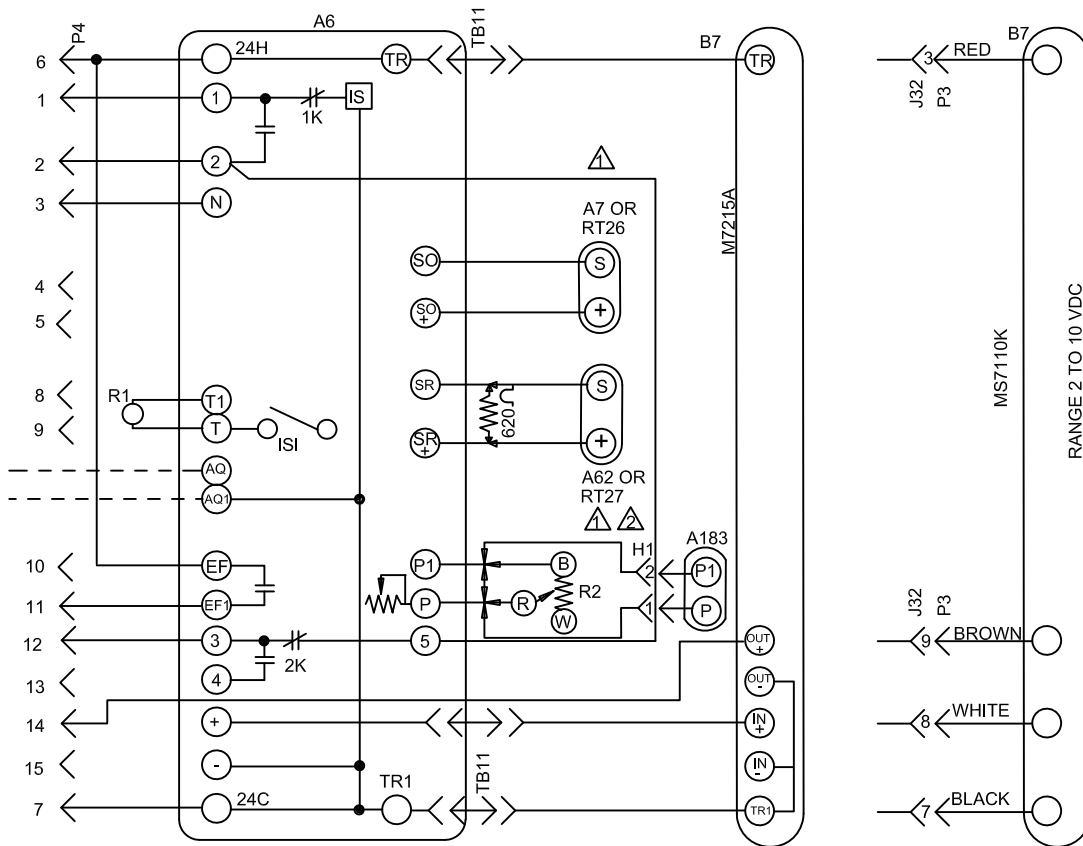 P4
A6
TB11
B7
B7
6
24H
TR
TR
3
RED
J32
P3
1
1
1K
IS
2
2
1
3
N
A7 OR
RT26
M7215A
SO
S
4
5
SO
+
+
MS7110K
RANGE 2 TO 10 VDC
8
R1
T1
SR
S
620
9
T
ISI
SR
+
+
AQ
AQ1
A62 OR
RT27
1
2
10
EF
P1
B
H1
2
A183
P1
11
EF1
P
R
R2
W
1
P
J32
P3
12
3
2K
5
OUT
+
9
BROWN
13
4
OUT
-
14
+
IN
+
8
WHITE
15
-
IN
-
TR1
TB11
7
24C
TR1
7
BLACK